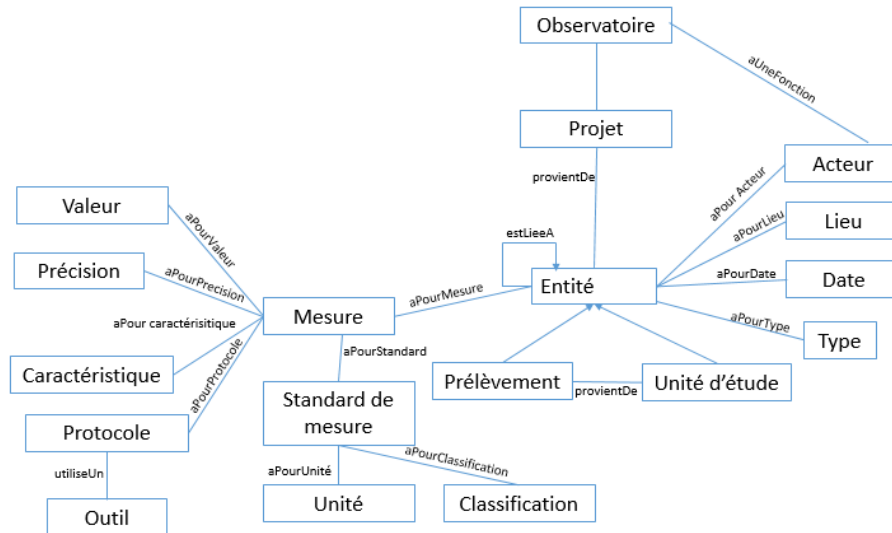 Observatoire
aUneFonction
Projet
provientDe
Acteur
aPour Acteur
Valeur
aPourValeur
Lieu
aPourLieu
estLieeA
Précision
aPourPrecision
aPourDate
Date
Entité
aPourMesure
Mesure
aPour caractérisitique
aPourType
Type
aPourStandard
Caractéristique
aPourProtocole
Prélèvement
provientDe
Unité d'étude
Standard de
mesure
Protocole
aPourClassification
utiliseUn
aPourUnité
Unité
Classification
Outil